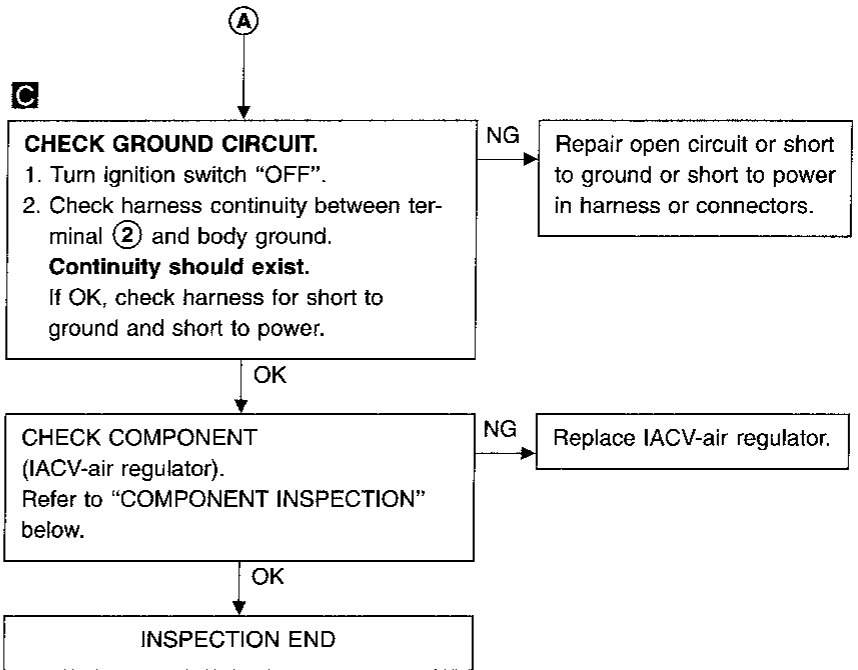 A
C
CHECK GROUND CIRCUIT.
1. Turn ignition switch “OFF”.
2. Check harness continuity between ter-
minal ② and body ground.
Continuity should exist.
If OK, check harness for short to
ground and short to power.
NG
Repair open circuit or short
to ground or short to power
in harness or connectors.
OK
CHECK COMPONENT
(IACV-air regulator).
Refer to “COMPONENT INSPECTION”
below.
NG
Replace IACV-air regulator.
OK
INSPECTION END